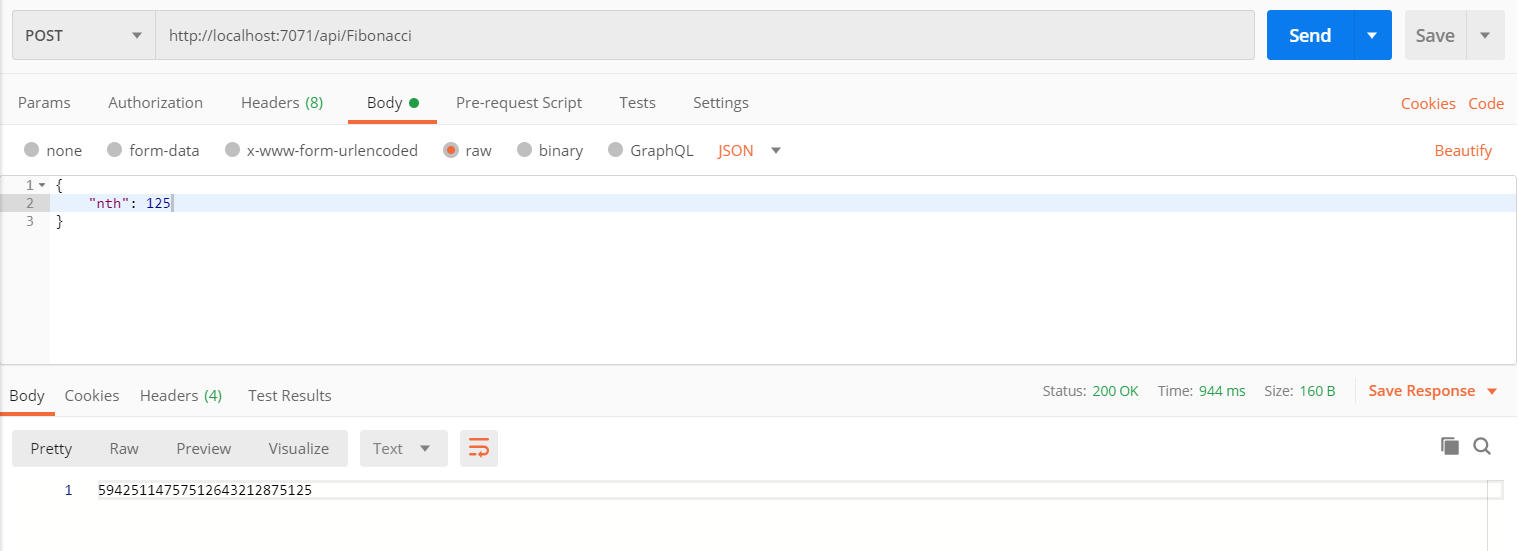 POST http://localhost:7071/api/Fibonacci Send Save
Params Authorization Headers (8) Body Pre-request Script Tests Settings Cookies Code
none form-data x-www-form-urlencoded raw binary GraphQL JSON Beautify
1 {
2 "nth": 125
3 }
Body Cookies Headers (4) Test Results Status: 200 OK Time: 944 ms Size: 160 B Save Response
Pretty Raw Preview Visualize Text
1 59425114757512643212875125